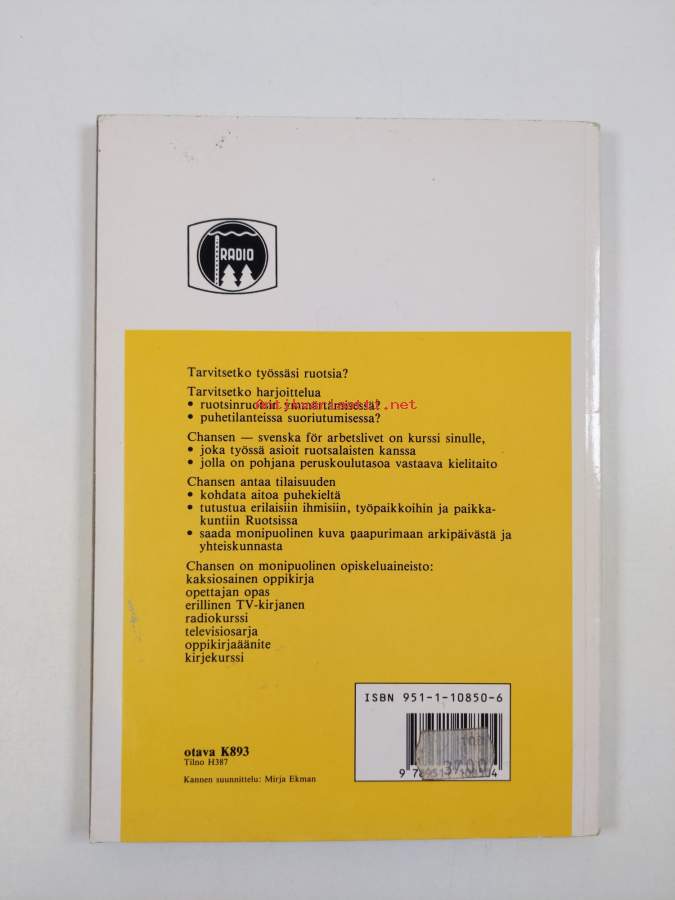 RADIO
Tarvitsetko työssäsi ruotsia?
Tarvitsetko harjoittelua
• ruotsinruotsin ymmärtämisessä?
• puhetilanteissa suoriutumisessa?
Chansen — svenska för arbetslivet on kurssi sinulle,
• joka työssä asioit ruotsalaisten kanssa
• jolla on pohjana peruskoulutasoa vastaava kielitaito
Chansen antaa tilaisuuden
• kohdata aitoa puhekieltä
• tutustua erilaisiin ihmisiin, työpaikkoihin ja paikka-
kuntiin Ruotsissa
• saada monipuolinen kuva naapurimaan arkipäivästä ja
yhteiskunnasta
Chansen on monipuolinen opiskeluaineisto:
kaksiosainen oppikirja
opettajan opas
erillinen TV-kirjanen
radiokurssi
televisiosarja
oppikirjaäänite
kirjekurssi
ISBN 951-1-10850-6
otava K893
Tilno H387
Kannen suunnittelu: Mirja Ekman
37.00